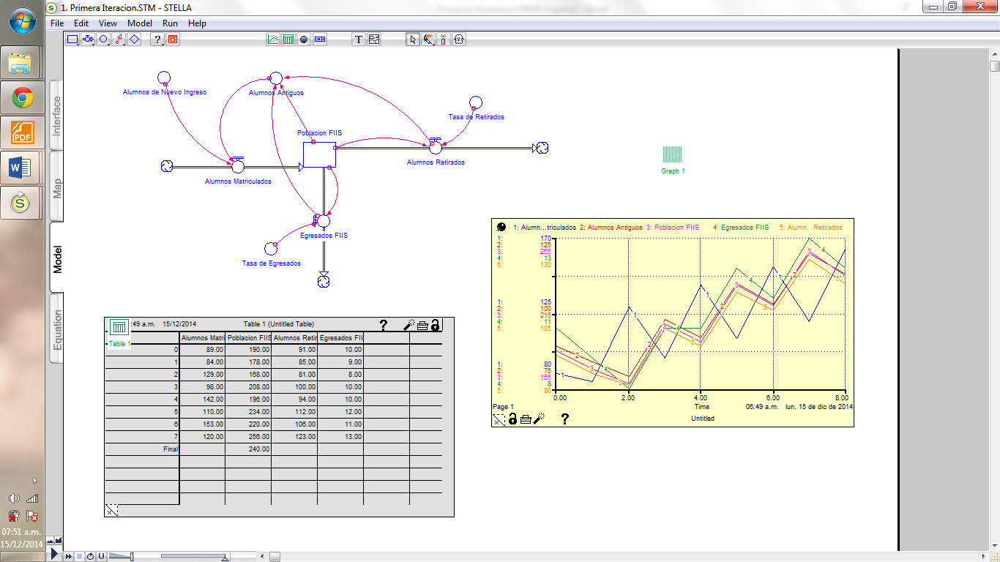 1. Primera Iteracion.STM - STELLA
File Edit View Model Run Help
? T
Interface
Map
Model
Equation
Alumnos de Nuevo Ingreso
Alumnos Antiguos
Tasa de Retirados
Poblacion FIIS
Alumnos Retirados
Alumnos Matriculados
Egresados FIIS
Tasa de Egresados
Graph 1
1: Alumn...triculados 2: Alumnos Antiguos 3: Poblacion FIIS 4: Egresados FIIS 5: Alumn... Retirados
1: 170
2: 125
3: 265
4: 13
5: 130
1: 125
2: 100
3: 215
4: 11
5: 105
1: 80
2: 75
3: 165
4: 8
5: 80
0.00 2.00 4.00 6.00 8.00
Page 1 Time 06:49 a.m. lun, 15 de dic de 2014
Untitled
?
:49 a.m. 15/12/2014 Table 1 (Untitled Table) ?
Table 1
Alumnos Matri Poblacion FIIS Alumnos Retir Egresados FII
0 89.00 190.00 91.00 10.00
1 84.00 178.00 85.00 9.00
2 129.00 168.00 81.00 8.00
3 98.00 208.00 100.00 10.00
4 142.00 196.00 94.00 10.00
5 110.00 234.00 112.00 12.00
6 153.00 220.00 106.00 11.00
7 120.00 256.00 123.00 13.00
Final 240.00
PDF
W
S
07:51 a.m.
15/12/2014
U